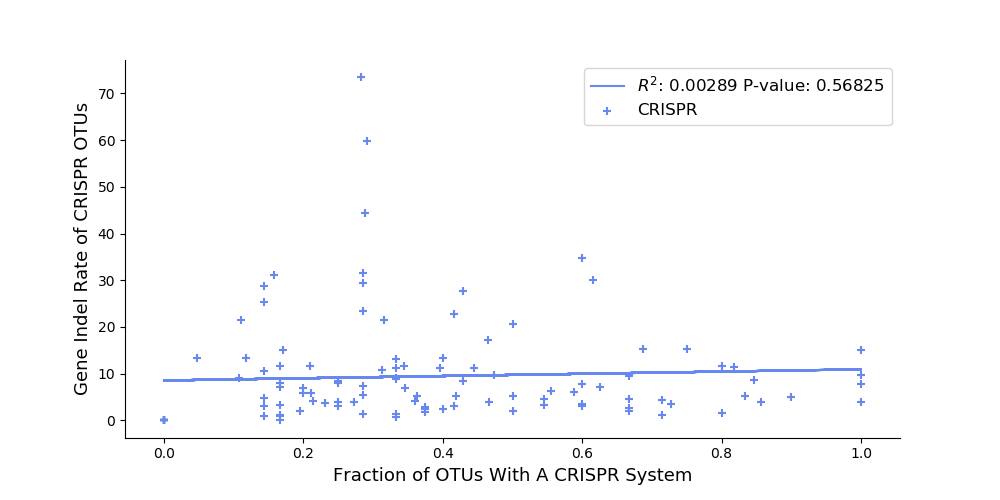 R²: 0.00289 P-value: 0.56825
CRISPR
Gene Indel Rate of CRISPR OTUs
70
60
50
40
30
20
10
0
0.0 0.2 0.4 0.6 0.8 1.0
Fraction of OTUs With A CRISPR System